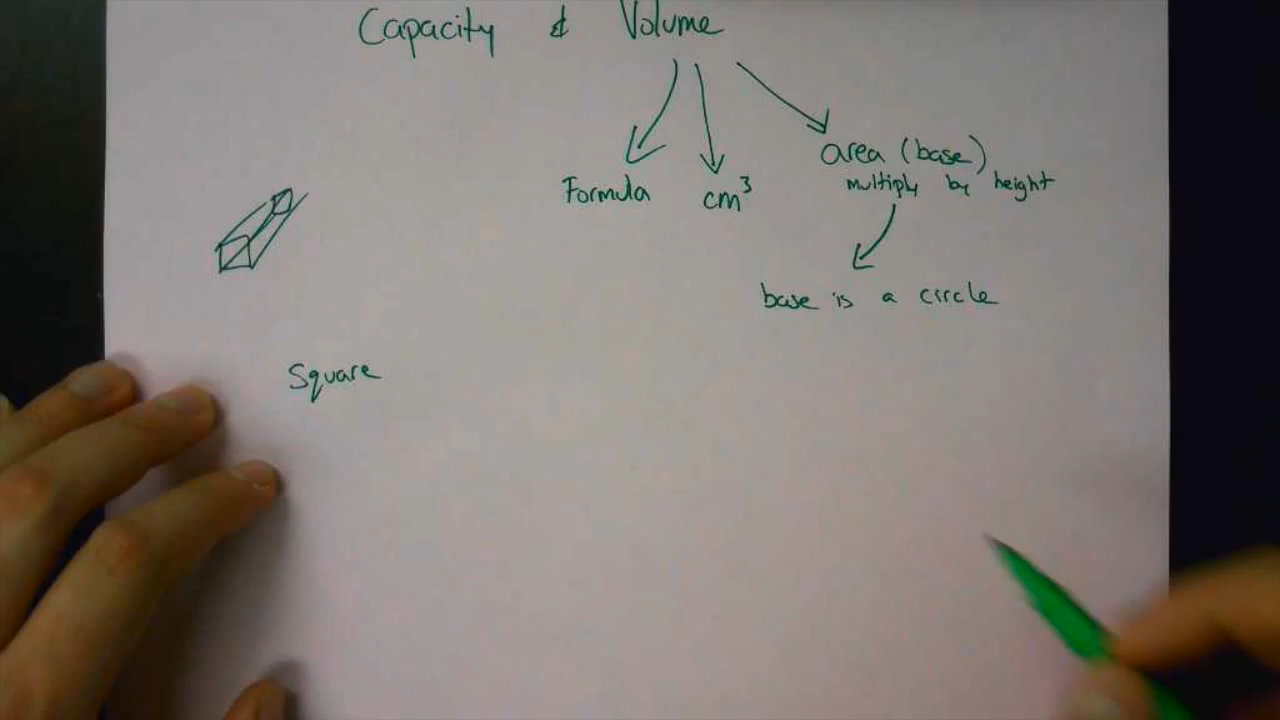 Capacity & Volume
area (base)
multiply by height
Formula cm³
base is a circle
Square